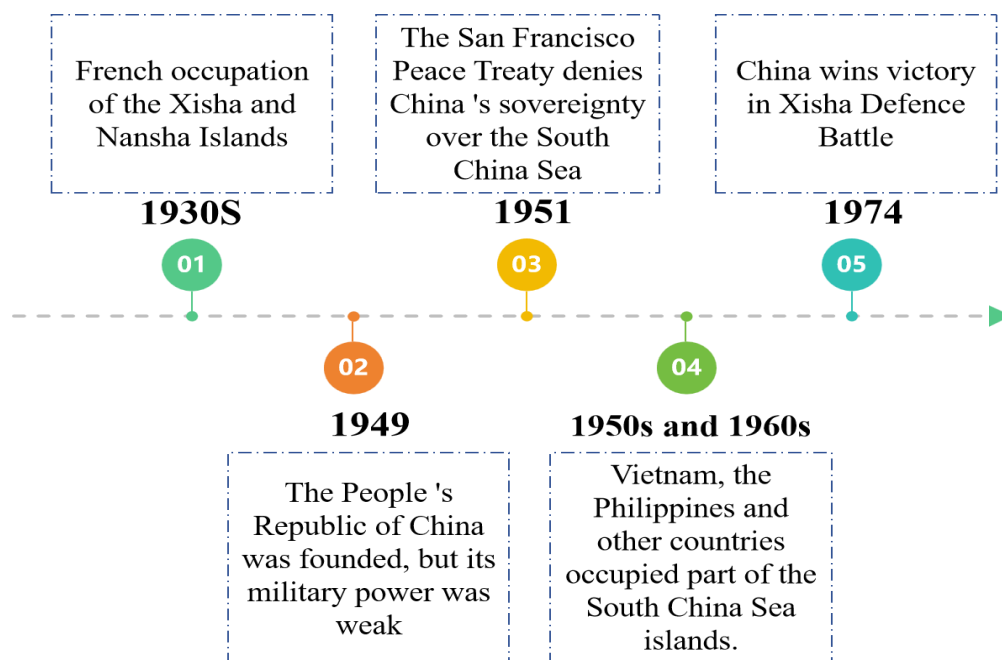 French occupation
of the Xisha and
Nansha Islands
1930S
01
02
1949
The People 's
Republic of China
was founded, but its
military power was
weak
The San Francisco
Peace Treaty denies
China 's sovereignty
over the South
China Sea
1951
03
04
1950s and 1960s
Vietnam, the
Philippines and
other countries
occupied part of the
South China Sea
islands.
China wins victory
in Xisha Defence
Battle
1974
05